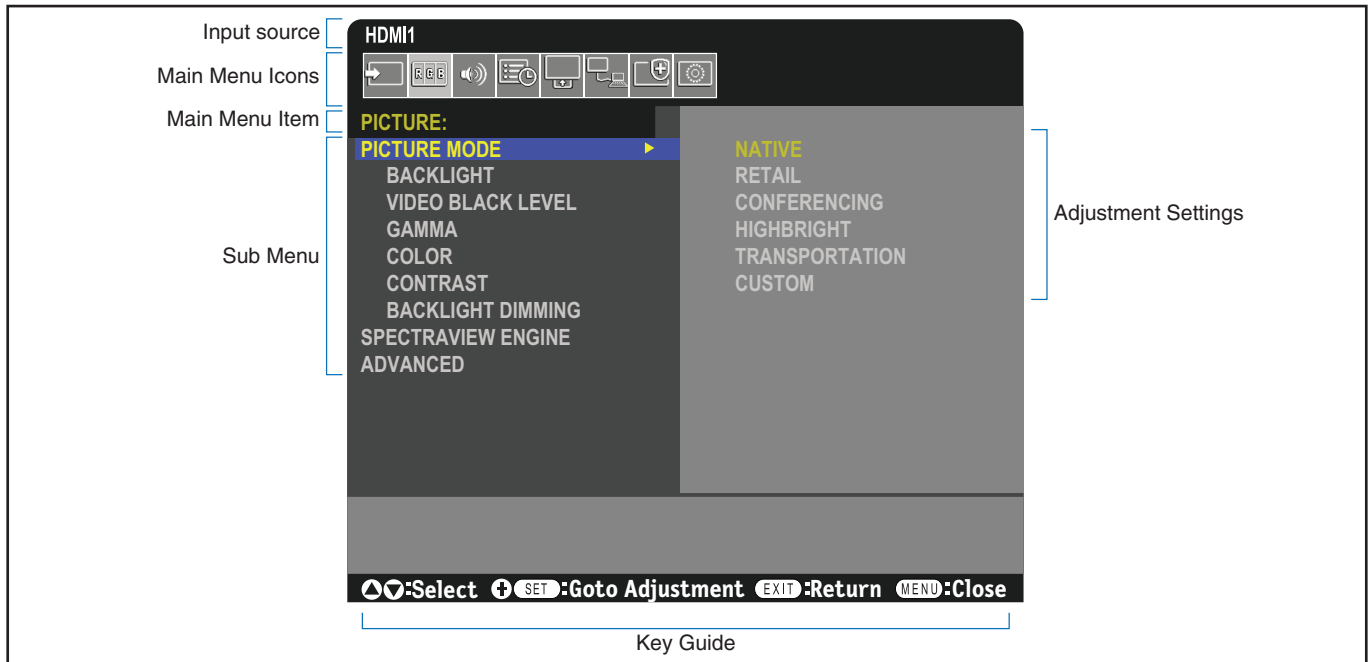 Input source
HDMI1
Main Menu Icons
RGB
Main Menu Item
PICTURE:
Sub Menu
PICTURE MODE
BACKLIGHT
VIDEO BLACK LEVEL
GAMMA
COLOR
CONTRAST
BACKLIGHT DIMMING
SPECTRAVIEW ENGINE
ADVANCED
NATIVE
RETAIL
CONFERENCING
HIGHBRIGHT
TRANSPORTATION
CUSTOM
Adjustment Settings
:Select SET:Goto Adjustment EXIT:Return MENU:Close
Key Guide